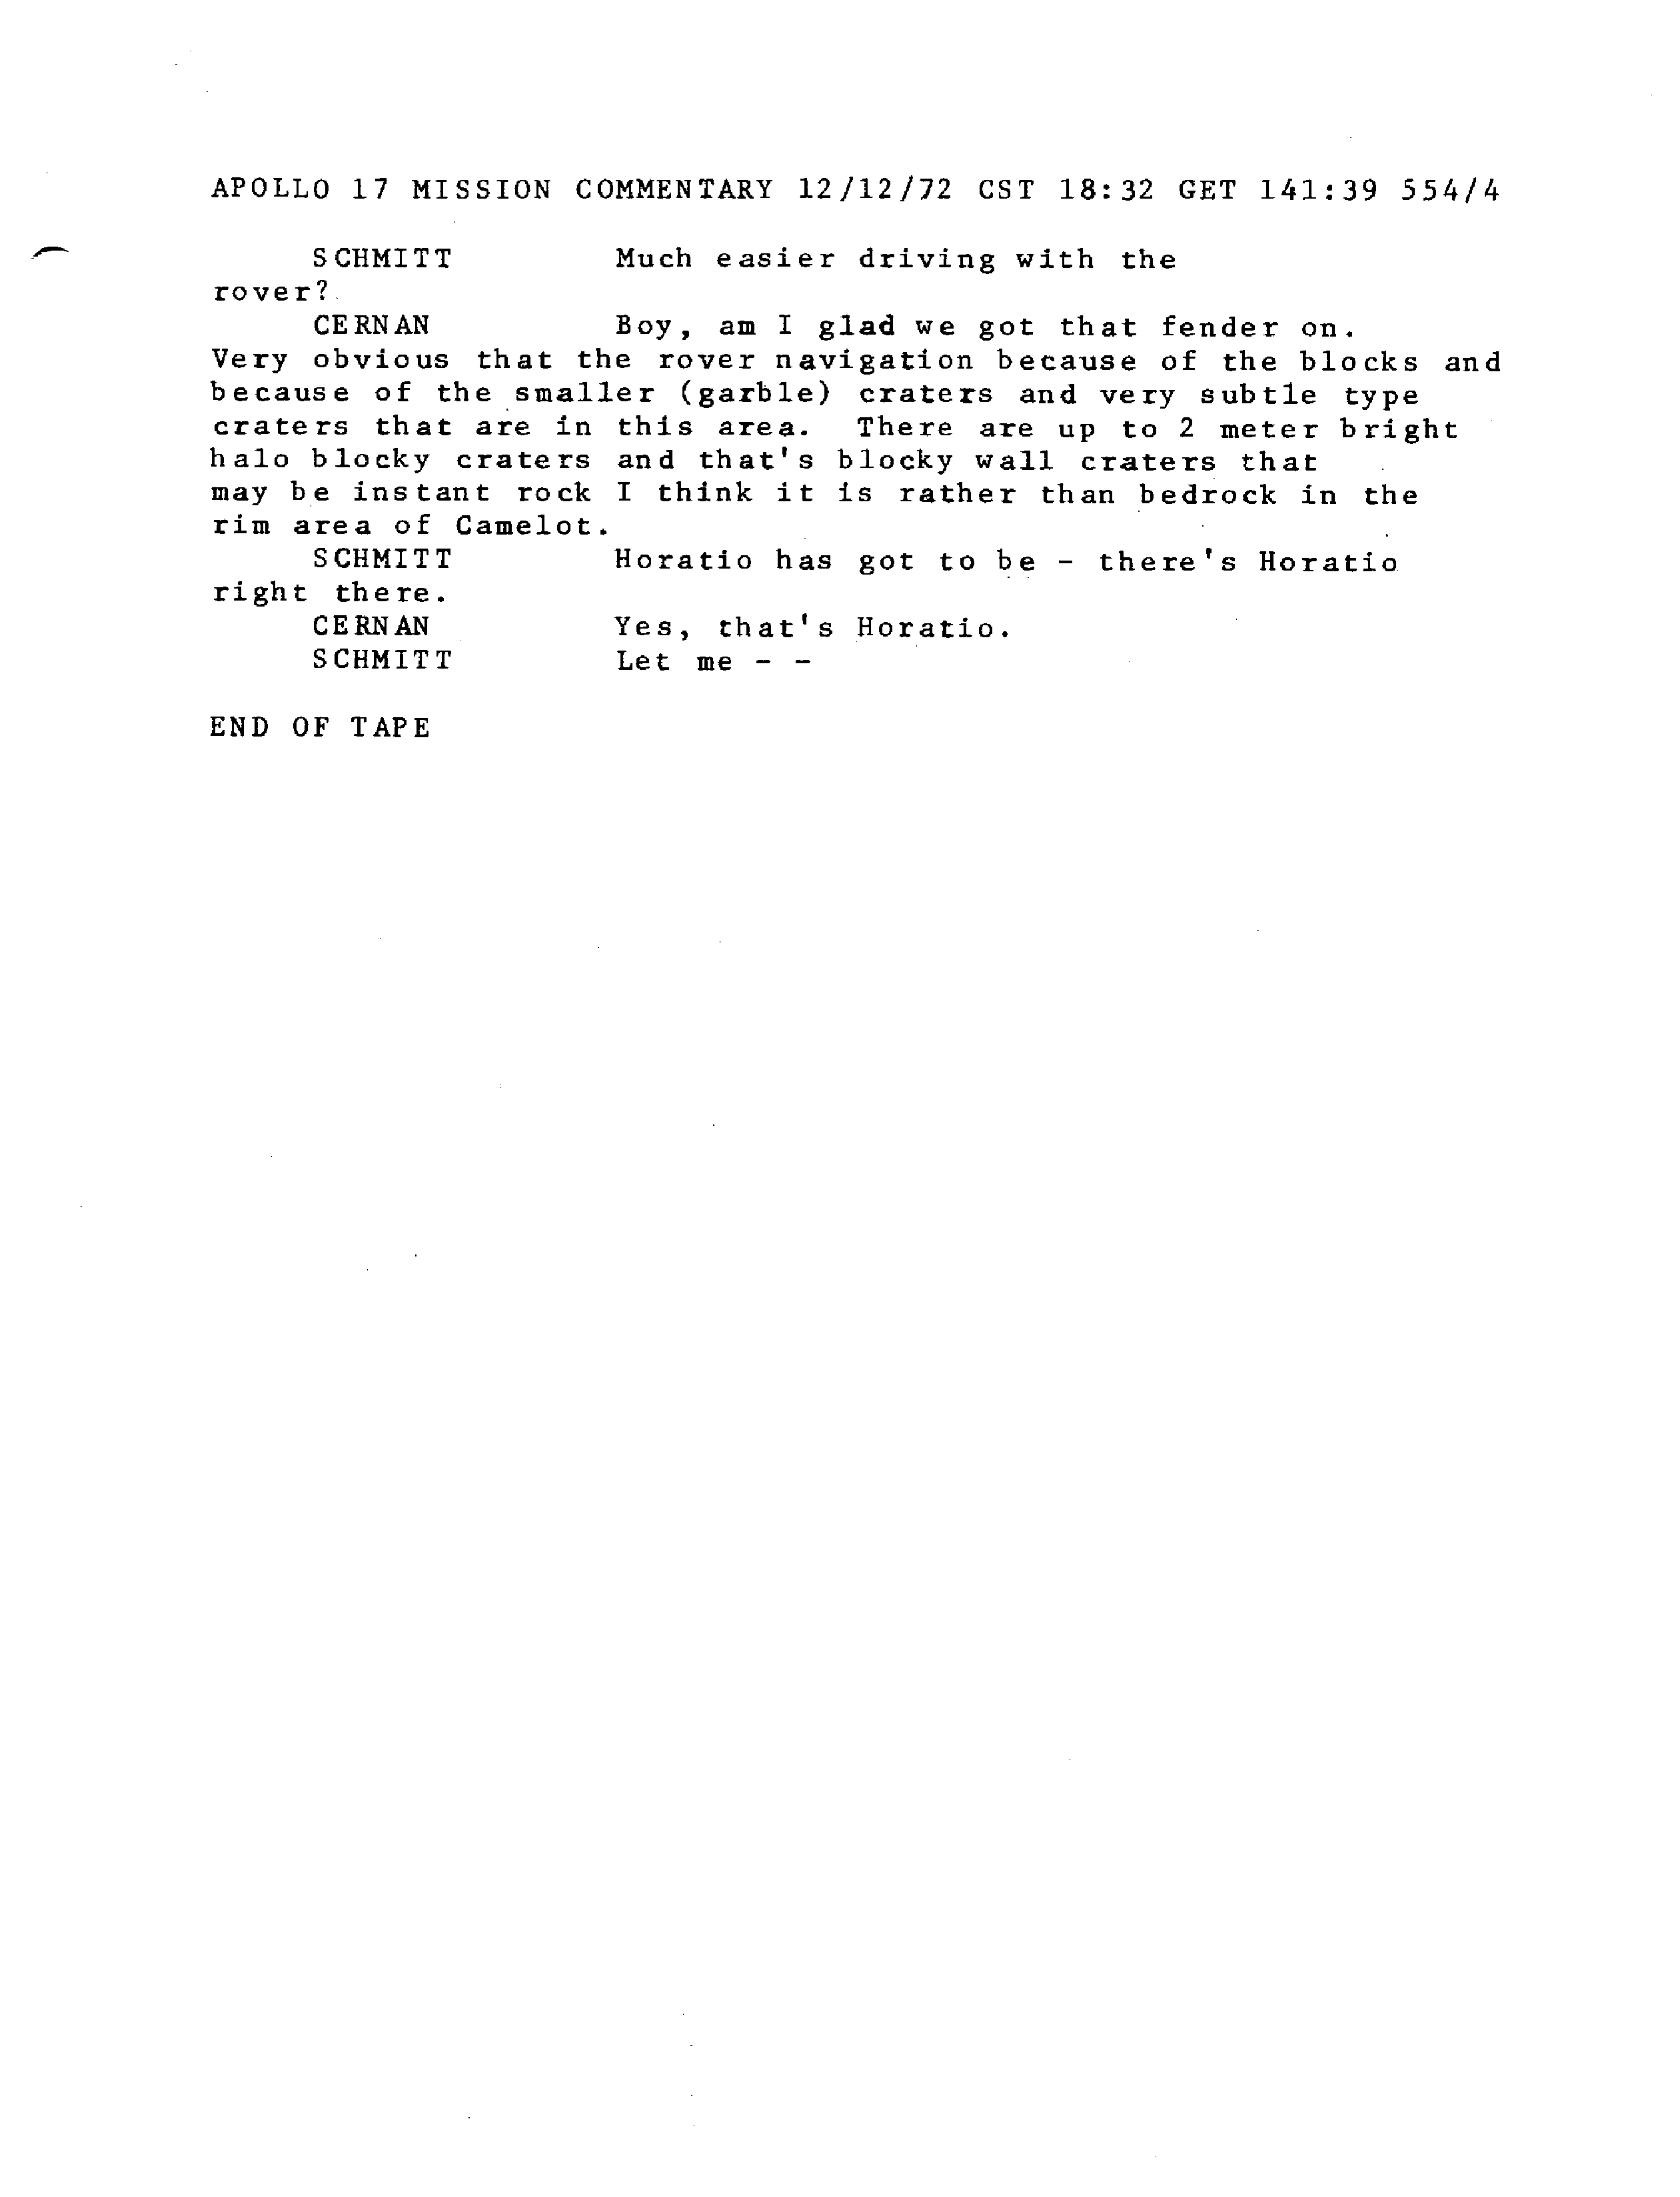 APOLLO 17 MISSION COMMENTARY 12/12/72 CST 18:32 GET 141:39 554/4
SCHMITT Much easier driving with the
rover?
CERNAN Boy, am I glad we got that fender on.
Very obvious that the rover navigation because of the blocks and
because of the smaller (garble) craters and very subtle type
craters that are in this area. There are up to 2 meter bright
halo blocky craters and that's blocky wall craters that
may be instant rock I think it is rather than bedrock in the
rim area of Camelot.
SCHMITT Horatio has got to be - there's Horatio
right there.
CERNAN Yes, that's Horatio.
SCHMITT Let me - -
END OF TAPE